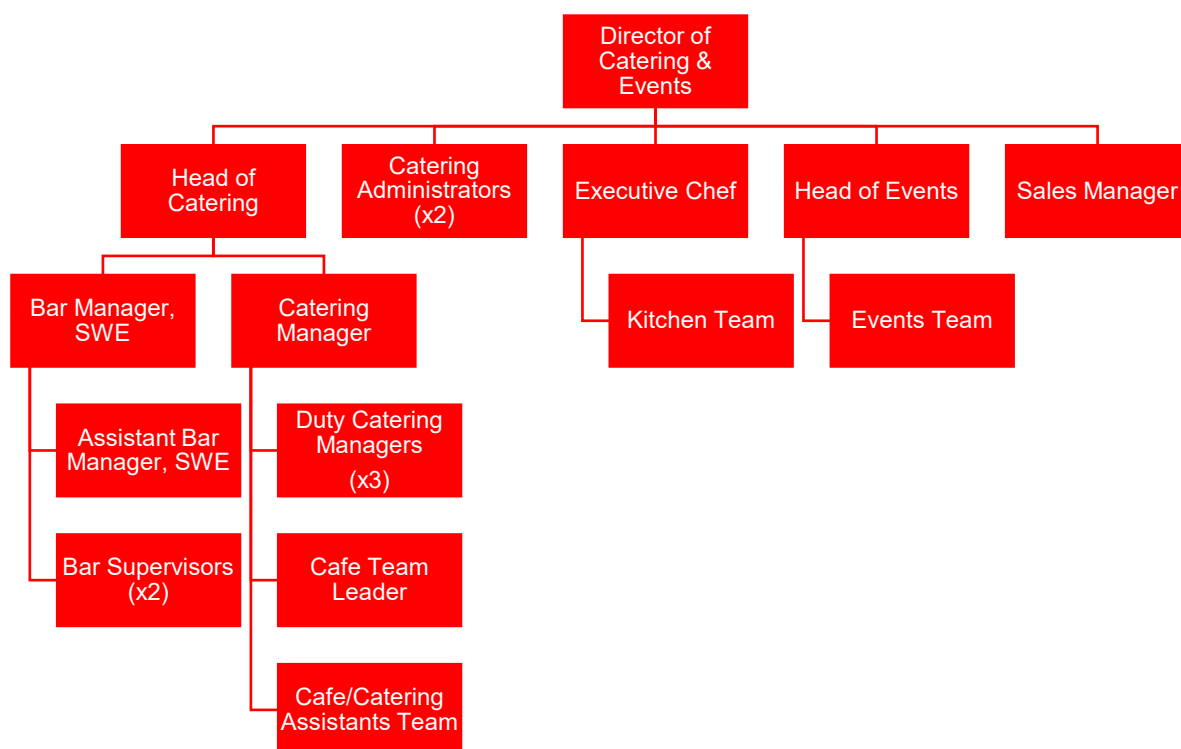 Director of
Catering &
Events
Head of
Catering
Catering
Administrators
(x2)
Executive Chef
Head of Events
Sales Manager
Bar Manager,
SWE
Catering
Manager
Kitchen Team
Events Team
Assistant Bar
Manager, SWE
Duty Catering
Managers
(x3)
Bar Supervisors
(x2)
Cafe Team
Leader
Cafe/Catering
Assistants Team